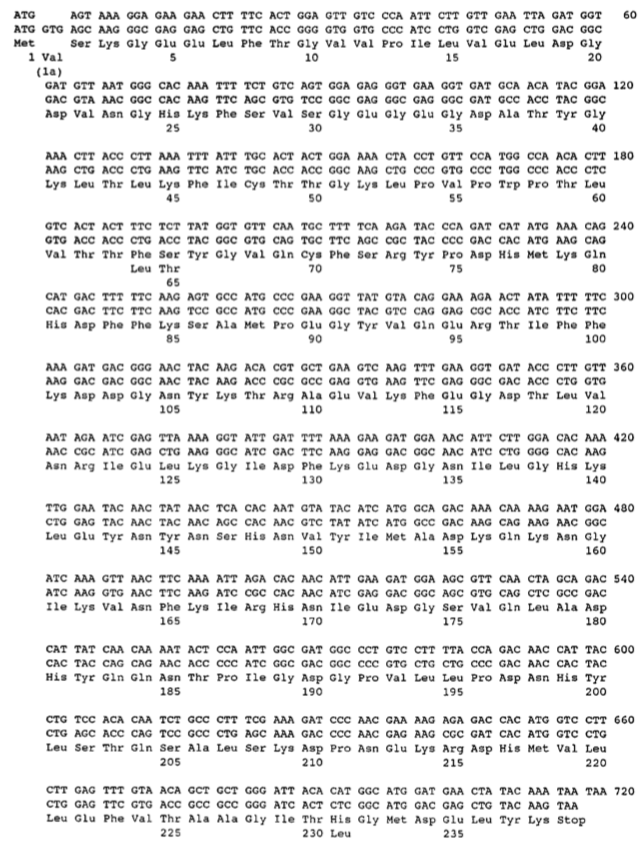 ATG AGT AAA GGA GAA GAA CTT TTC ACT GGA GTT GTC CCA ATT CTT GTT GAA TTA GAT GGT 60
ATG GTG AGC AAG GGC GAG GAG CTG TTC ACC GGG GTG GTG CCC ATC CTG GTC GAG CTG GAC GGC
Met Ser Lys Gly Glu Glu Leu Phe Thr Gly Val Val Pro Ile Leu Val Glu Leu Asp Gly
1 Val 5 10 15 20
(1a)
GAT GTT AAT GGG CAC AAA TTT TCT GTC AGT GGA GAG GGT GAA GGT GAT GCA ACA TAC GGA 120
GAC GTA AAC GGC CAC AAG TTC AGC GTG TCC GGC GAG GGC GAG GGC GAT GCC ACC TAC GGC
Asp Val Asn Gly His Lys Phe Ser Val Ser Gly Glu Gly Glu Gly Asp Ala Thr Tyr Gly
25 30 35 40
AAA CTT ACC CTT AAA TTT ATT TGC ACT ACT GGA AAA CTA CCT GTT CCA TGG CCA ACA CTT 180
AAG CTG ACC CTG AAG TTC ATC TGC ACC ACC GGC AAG CTG CCC GTG CCC TGG CCC ACC CTC
Lys Leu Thr Leu Lys Phe Ile Cys Thr Thr Gly Lys Leu Pro Val Pro Trp Pro Thr Leu
45 50 55 60
GTC ACT ACT TTC TCT TAT GGT GTT CAA TGC TTT TCA AGA TAC CCA GAT CAT ATG AAA CAG 240
GTG ACC ACC CTG ACC TAC GGC GTG CAG TGC TTC AGC CGC TAC CCC GAC CAC ATG AAG CAG
Val Thr Thr Phe Ser Tyr Gly Val Gln Cys Phe Ser Arg Tyr Pro Asp His Met Lys Gln
Leu Thr 70 75 80
65
CAT GAC TTT TTC AAG AGT GCC ATG CCC GAA GGT TAT GTA CAG GAA AGA ACT ATA TTT TTC 300
CAC GAC TTC TTC AAG TCC GCC ATG CCC GAA GGC TAC GTC CAG GAG CGC ACC ATC TTC TTC
His Asp Phe Phe Lys Ser Ala Met Pro Glu Gly Tyr Val Gln Glu Arg Thr Ile Phe Phe
85 90 95 100
AAA GAT GAC GGG AAC TAC AAG ACA CGT GCT GAA GTC AAG TTT GAA GGT GAT ACC CTT GTT 360
AAG GAC GAC GGC AAC TAC AAG ACC CGC GCC GAG GTG AAG TTC GAG GGC GAC ACC CTG GTG
Lys Asp Asp Gly Asn Tyr Lys Thr Arg Ala Glu Val Lys Phe Glu Gly Asp Thr Leu Val
105 110 115 120
AAT AGA ATC GAG TTA AAA GGT ATT GAT TTT AAA GAA GAT GGA AAC ATT CTT GGA CAC AAA 420
AAC CGC ATC GAG CTG AAG GGC ATC GAC TTC AAG GAG GAC GGC AAC ATC CTG GGG CAC AAG
Asn Arg Ile Glu Leu Lys Gly Ile Asp Phe Lys Glu Asp Gly Asn Ile Leu Gly His Lys
125 130 135 140
TTG GAA TAC AAC TAT AAC TCA CAC AAT GTA TAC ATC ATG GCA GAC AAA CAA AAG AAT GGA 480
CTG GAG TAC AAC TAC AAC AGC CAC AAC GTC TAT ATC ATG GCC GAC AAG CAG AAG AAC GGC
Leu Glu Tyr Asn Tyr Asn Ser His Asn Val Tyr Ile Met Ala Asp Lys Gln Lys Asn Gly
145 150 155 160
ATC AAA GTT AAC TTC AAA ATT AGA CAC AAC ATT GAA GAT GGA AGC GTT CAA CTA GCA GAC 540
ATC AAG GTG AAC TTC AAG ATC CGC CAC AAC ATC GAG GAC GGC AGC GTG CAG CTC GCC GAC
Ile Lys Val Asn Phe Lys Ile Arg His Asn Ile Glu Asp Gly Ser Val Gln Leu Ala Asp
165 170 175 180
CAT TAT CAA CAA AAT ACT CCA ATT GGC GAT GGC CCT GTC CTT TTA CCA GAC AAC CAT TAC 600
CAC TAC CAG CAG AAC ACC CCC ATC GGC GAC GGC CCC GTG CTG CTG CCC GAC AAC CAC TAC
His Tyr Gln Gln Asn Thr Pro Ile Gly Asp Gly Pro Val Leu Leu Pro Asp Asn His Tyr
185 190 195 200
CTG TCC ACA CAA TCT GCC CTT TCG AAA GAT CCC AAC GAA AAG AGA GAC CAC ATG GTC CTT 660
CTG AGC ACC CAG TCC GCC CTG AGC AAA GAC CCC AAC GAG AAG CGC GAT CAC ATG GTC CTG
Leu Ser Thr Gln Ser Ala Leu Ser Lys Asp Pro Asn Glu Lys Arg Asp His Met Val Leu
205 210 215 220
CTT GAG TTT GTA ACA GCT GCT GGG ATT ACA CAT GGC ATG GAT GAA CTA TAC AAA TAA TAA 720
CTG GAG TTC GTG ACC GCC GCC GGG ATC ACT CTC GGC ATG GAC GAG CTG TAC AAG TAA
Leu Glu Phe Val Thr Ala Ala Gly Ile Thr His Gly Met Asp Glu Leu Tyr Lys Stop
225 230 Leu 235